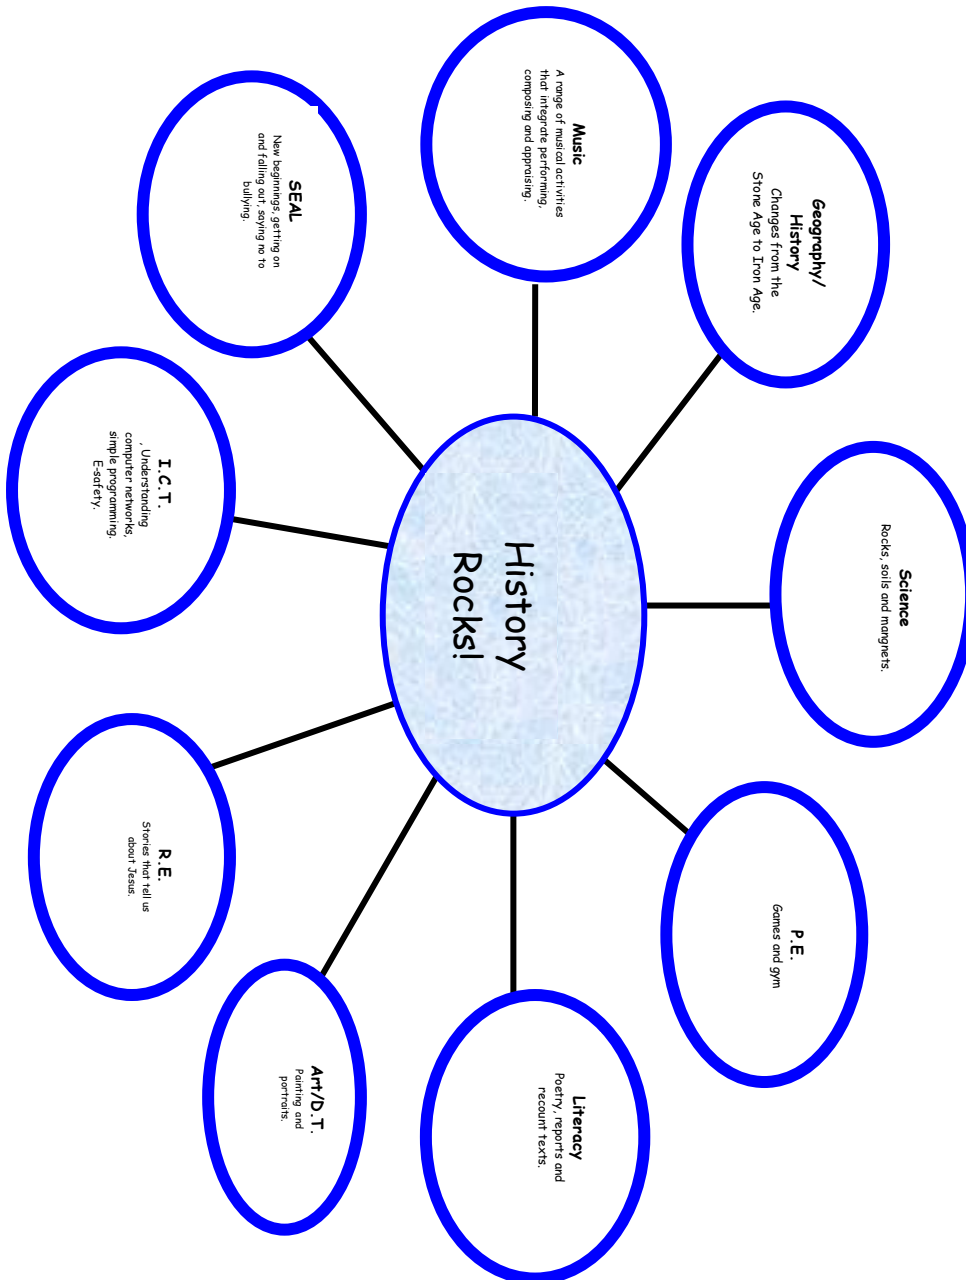 History
Rocks!
Geography/
History
Changes from the
Stone Age to Iron Age.
Science
Rocks, soils and mangnets.
P.E.
Games and gym
Literacy
Poetry, reports and
recount texts.
Art/D.T.
Painting and
portraits.
R.E.
Stories that tell us
about Jesus.
I.C.T.
, Understanding
computer networks,
simple programming.
E-safety.
SEAL
New beginnings, getting on
and falling out, saying no to
bullying.
Music
A range of musical activities
that integrate performing,
composing and appraising.